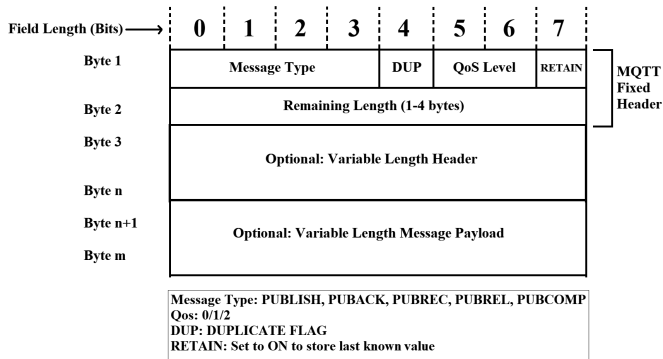 Field Length (Bits) 0 1 2 3 4 5 6 7
Byte 1 Message Type DUP QoS Level RETAIN
MQTT
Fixed
Header
Byte 2 Remaining Length (1-4 bytes)
Byte 3
Optional: Variable Length Header
Byte n
Byte n+1
Optional: Variable Length Message Payload
Byte m
Message Type: PUBLISH, PUBACK, PUBREC, PUBREL, PUBCOMP
Qos: 0/1/2
DUP: DUPLICATE FLAG
RETAIN: Set to ON to store last known value